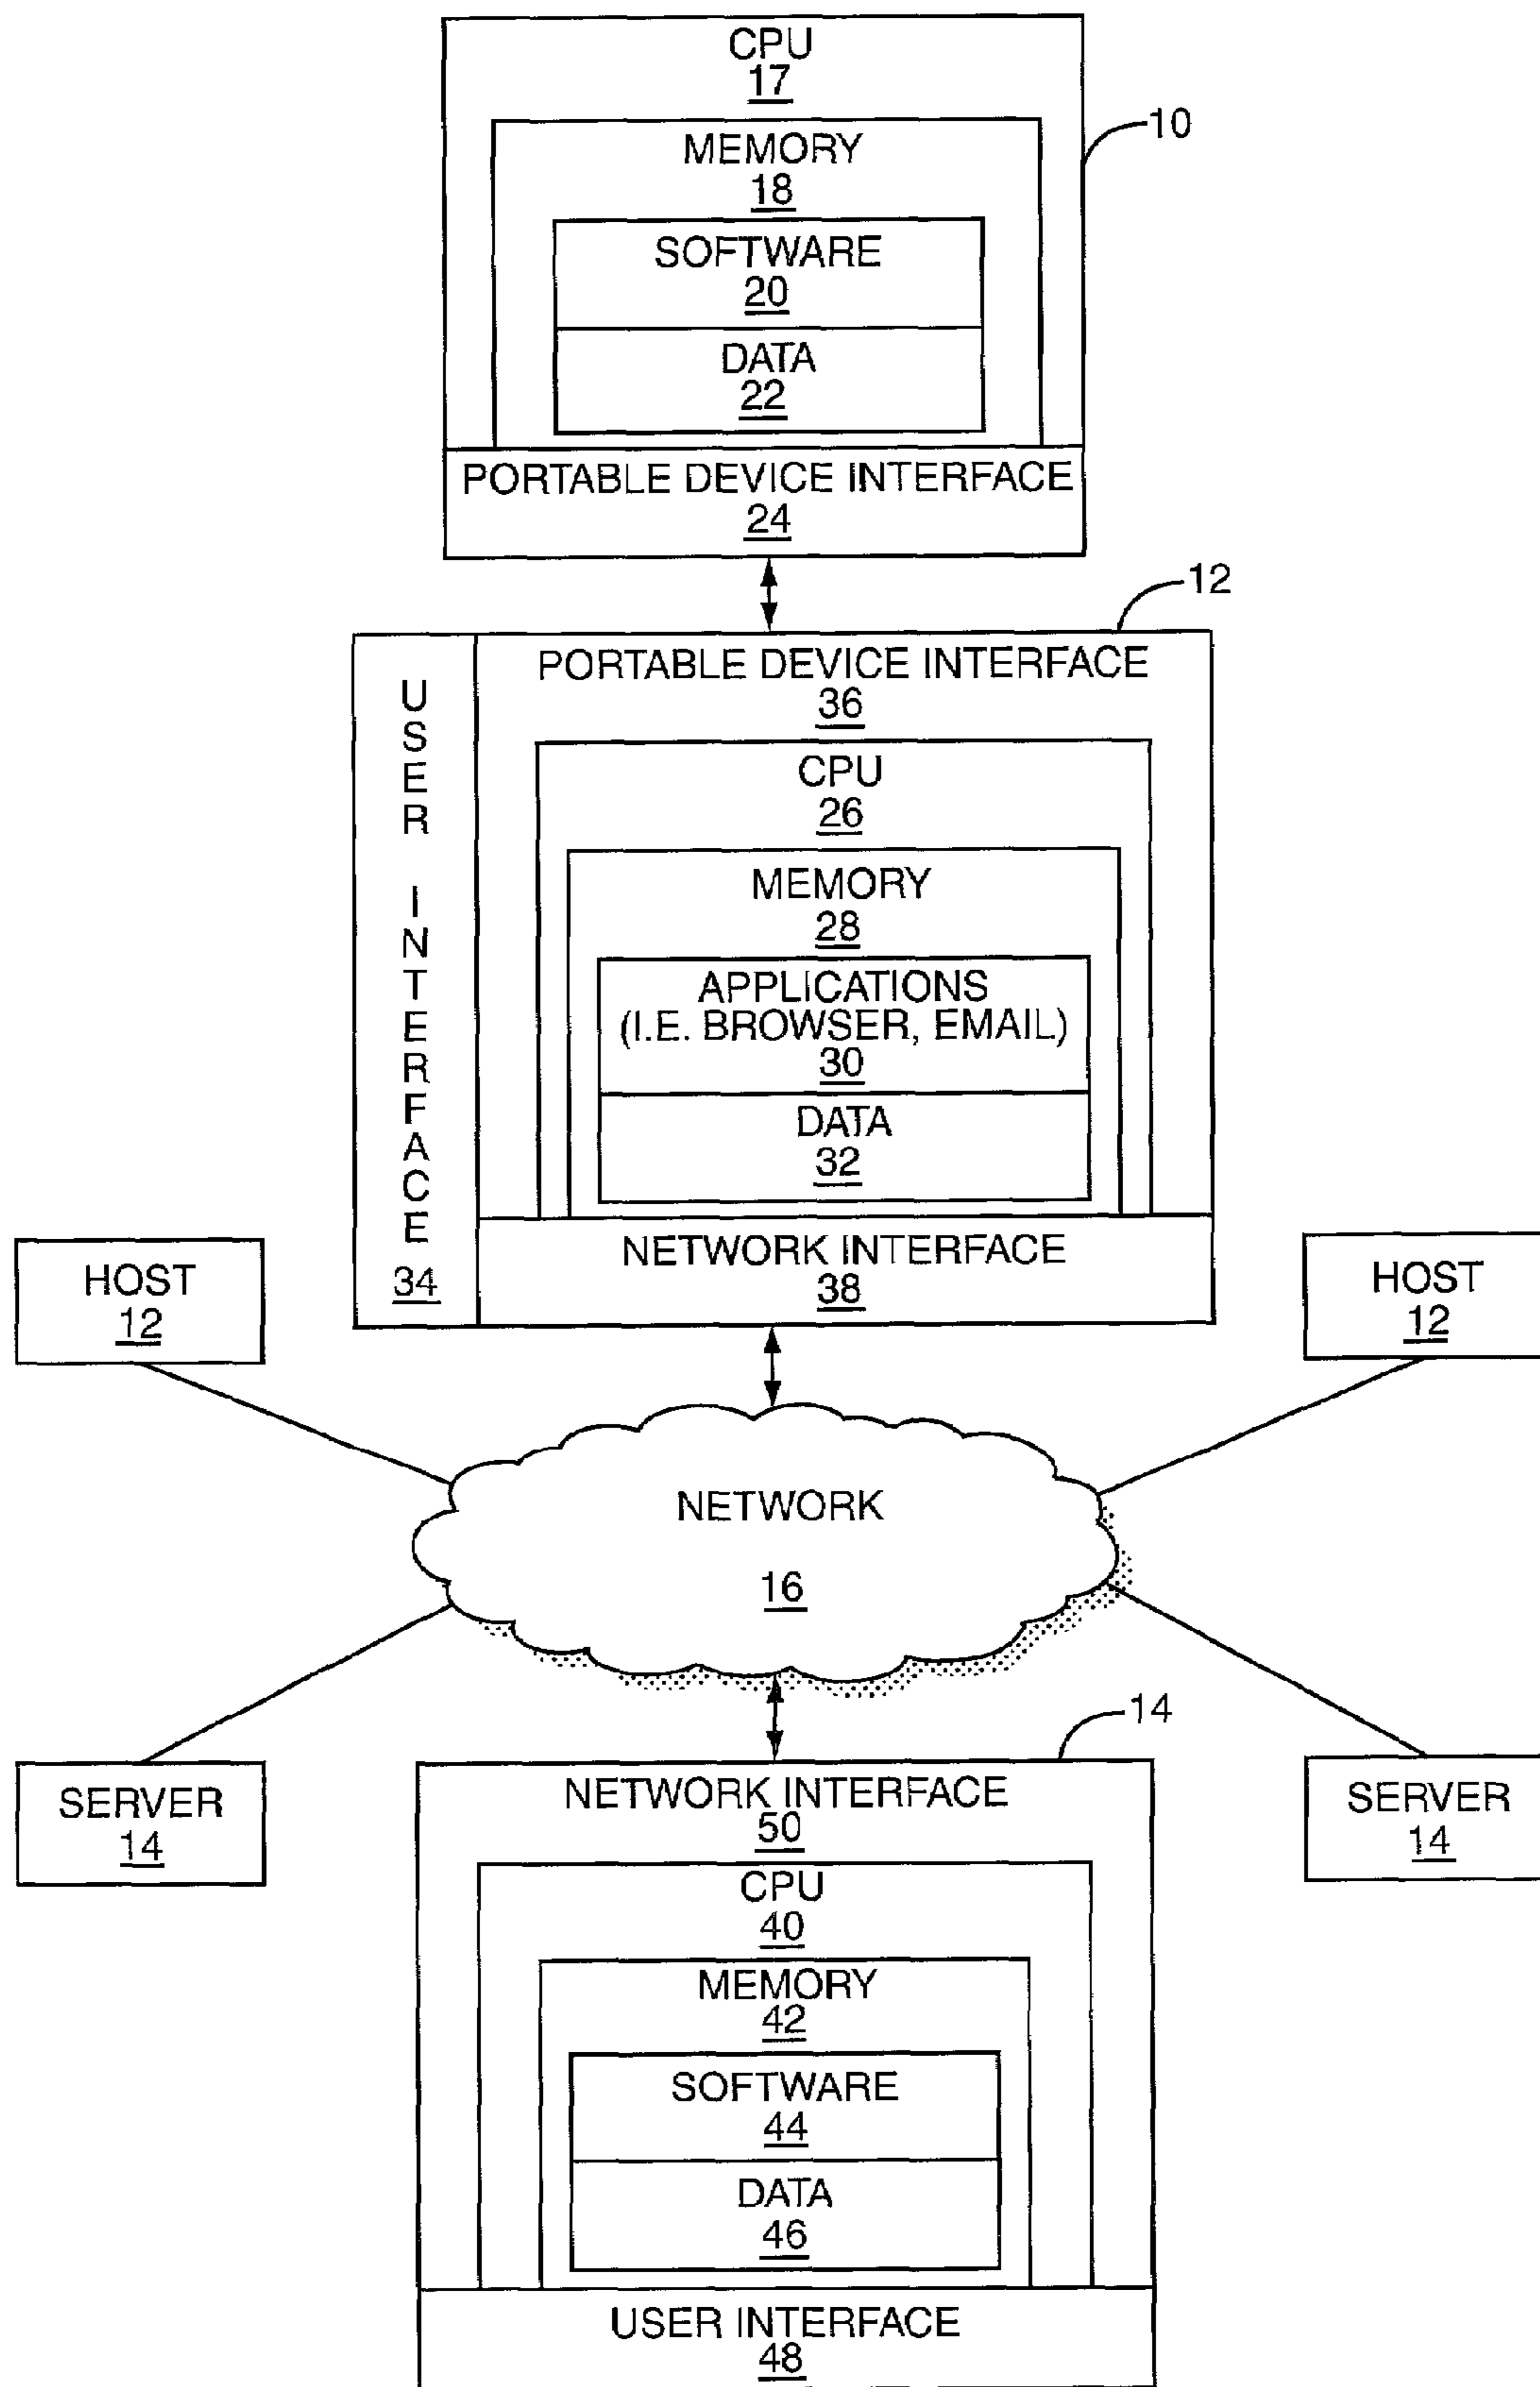 CPU
17
10
MEMORY
18
SOFTWARE
20
DATA
22
PORTABLE DEVICE INTERFACE
24
12
USER INTERFACE
34
PORTABLE DEVICE INTERFACE
36
CPU
26
MEMORY
28
APPLICATIONS
(I.E. BROWSER, EMAIL)
30
DATA
32
NETWORK INTERFACE
38
HOST
12
HOST
12
NETWORK
16
14
SERVER
14
SERVER
14
NETWORK INTERFACE
50
CPU
40
MEMORY
42
SOFTWARE
44
DATA
46
USER INTERFACE
48